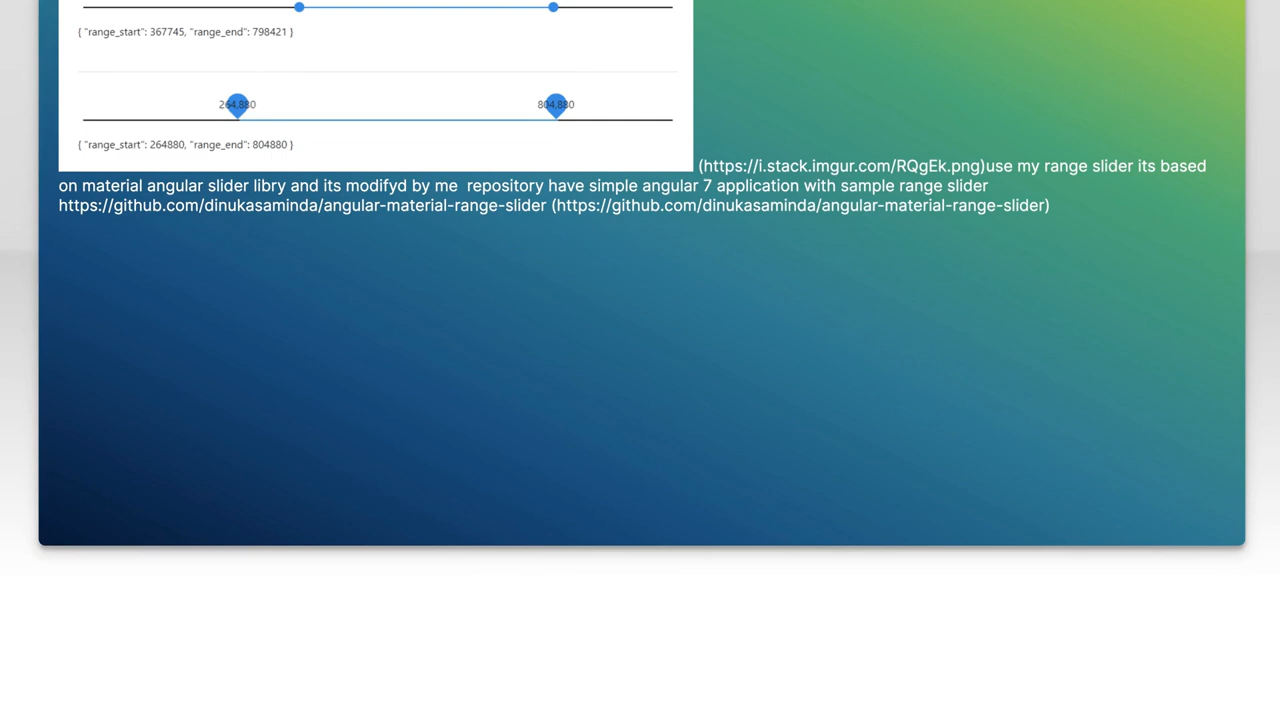 { "range_start": 367745, "range_end": 798421 }
264,880 804,880
{ "range_start": 264880, "range_end": 804880 }
(https://i.stack.imgur.com/RQgEk.png)use my range slider its based
on material angular slider libry and its modifyd by me  repository have simple angular 7 application with sample range slider
https://github.com/dinukasaminda/angular-material-range-slider (https://github.com/dinukasaminda/angular-material-range-slider)